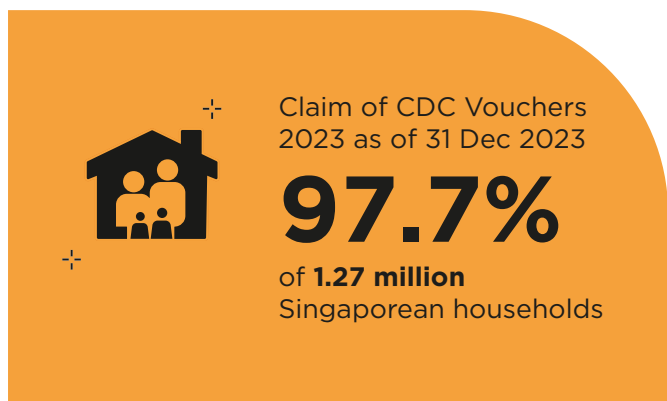 Claim of CDC Vouchers
2023 as of 31 Dec 2023
97.7%
of 1.27 million
Singaporean households